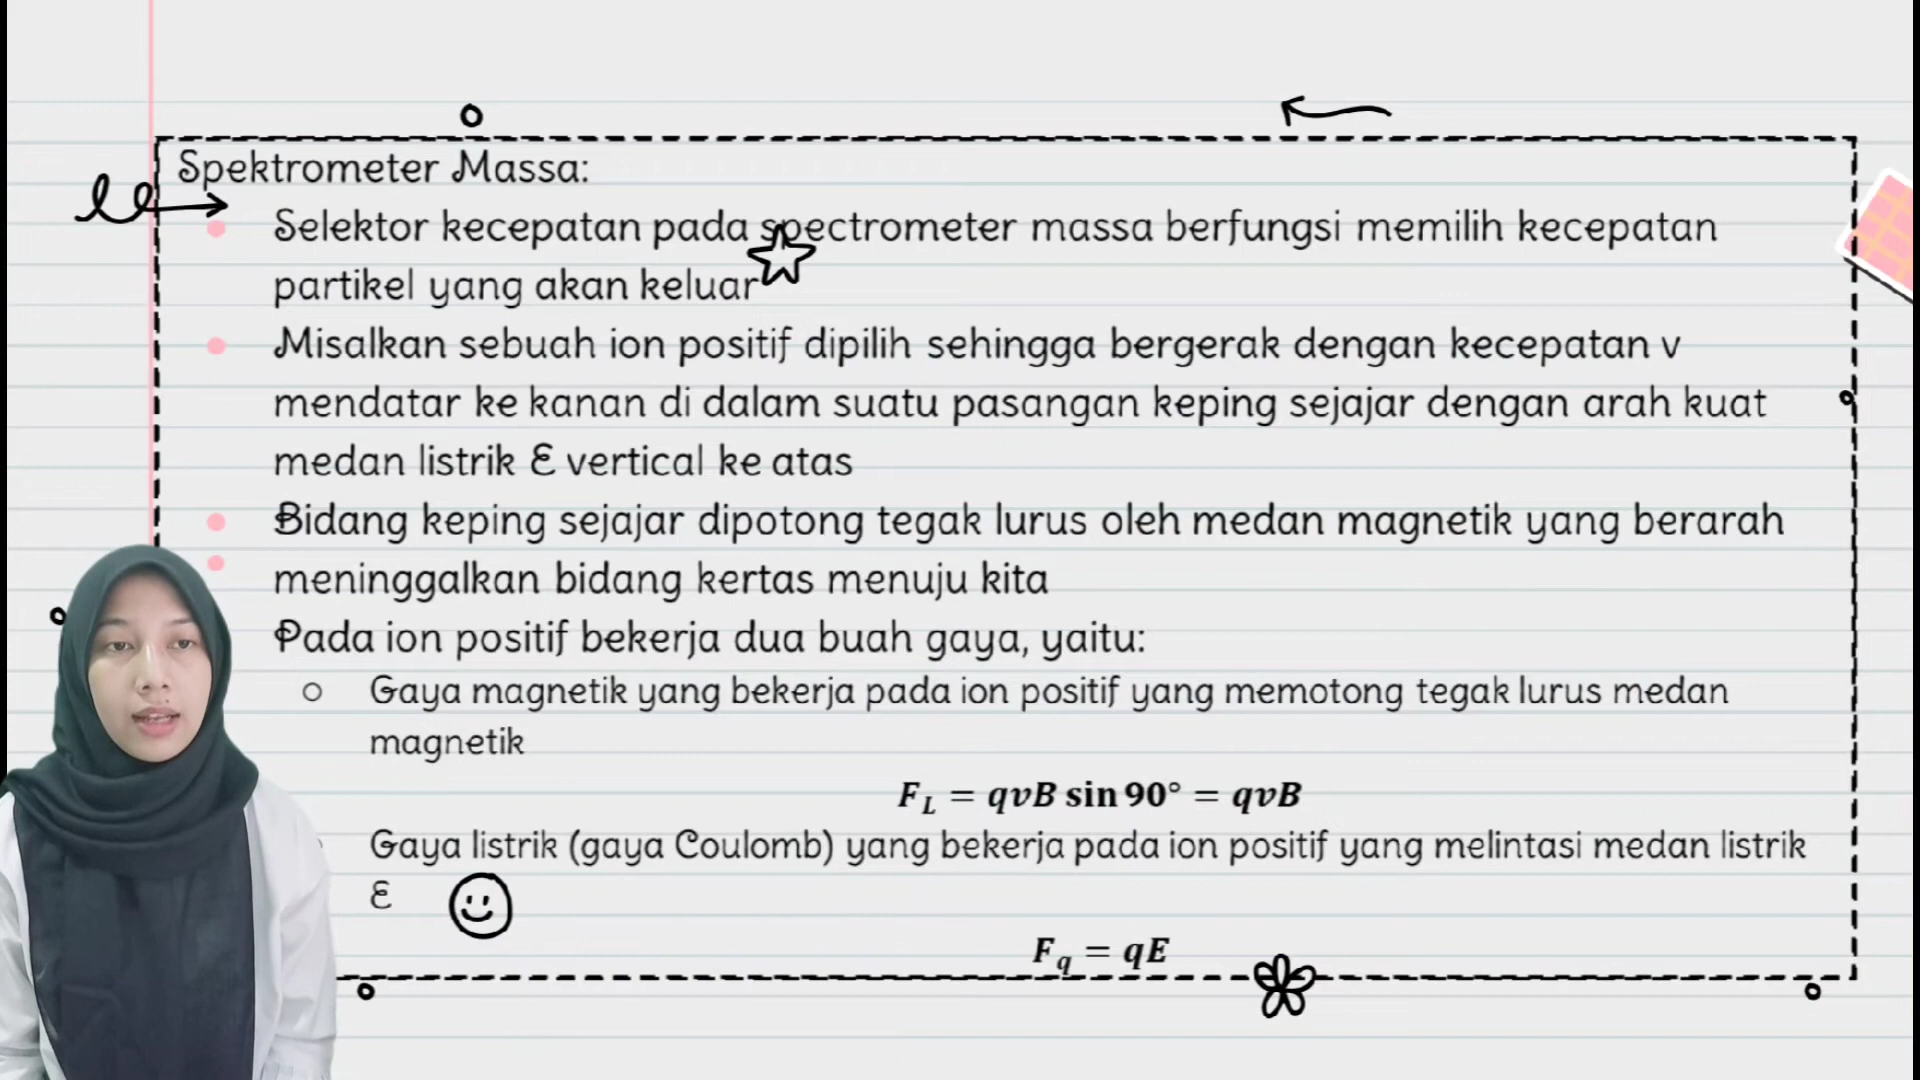 Spektrometer Massa:
Selektor kecepatan pada spectrometer massa berfungsi memilih kecepatan
partikel yang akan keluar
Misalkan sebuah ion positif dipilih sehingga bergerak dengan kecepatan v
mendatar ke kanan di dalam suatu pasangan keping sejajar dengan arah kuat
medan listrik E vertical ke atas
Bidang keping sejajar dipotong tegak lurus oleh medan magnetik yang berarah
meninggalkan bidang kertas menuju kita
Pada ion positif bekerja dua buah gaya, yaitu:
Gaya magnetik yang bekerja pada ion positif yang memotong tegak lurus medan
magnetik
F_L = qvB sin 90° = qvB
Gaya listrik (gaya Coulomb) yang bekerja pada ion positif yang melintasi medan listrik
E
F_q = qE